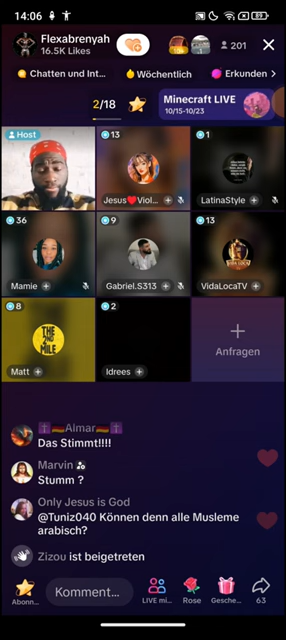 14:06
89
Flexabrenyah
16.5K Likes
201
Chatten und Int...
Wöchentlich
Erkunden >
2/18
Minecraft LIVE
10/15-10/23
Host
13
1
Jesus❤️Viol...
LatinaStyle
36
9
13
Mamie
Gabriel.S313
VidaLocaTV
8
2
THE 2ND MILE
Matt
Idrees
Anfragen
✝️🏳️‍🌈Almar🏳️‍🌈✝️
Das Stimmt!!!!
Marvin
Stumm ?
Only Jesus is God
@Tuniz040 Können denn alle Musleme
arabisch?
Zizou ist beigetreten
Abonn...
Komment...
LIVE mi...
Rose
Gesche...
63